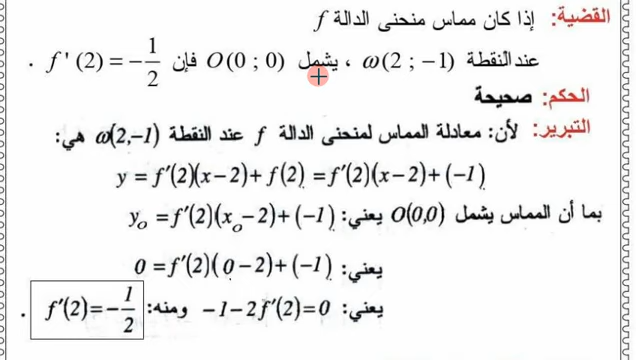 القضية: إذا كان مماس منحنى الدالة f
عند النقطة ω(2 ; −1) ، يشمل O(0 ; 0) فإن f '(2) = −1/2 .
الحكم: صحيحة
التبرير: لأن: معادلة المماس لمنحنى الدالة f عند النقطة ω(2,−1) هي:
y = f'(2)(x−2)+ f(2) = f'(2)(x−2)+(−1)
بما أن المماس يشمل O(0,0) يعني: y₀ = f'(2)(x₀−2)+(−1)
يعني: 0 = f'(2)(0−2)+(−1)
يعني: −1−2f'(2)=0 ومنه: f'(2)=−1/2 .